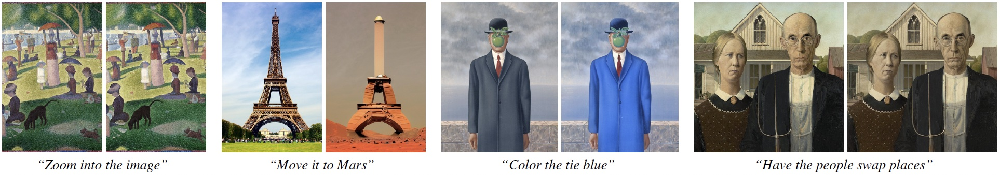 “Zoom into the image”
“Move it to Mars”
“Color the tie blue”
“Have the people swap places”